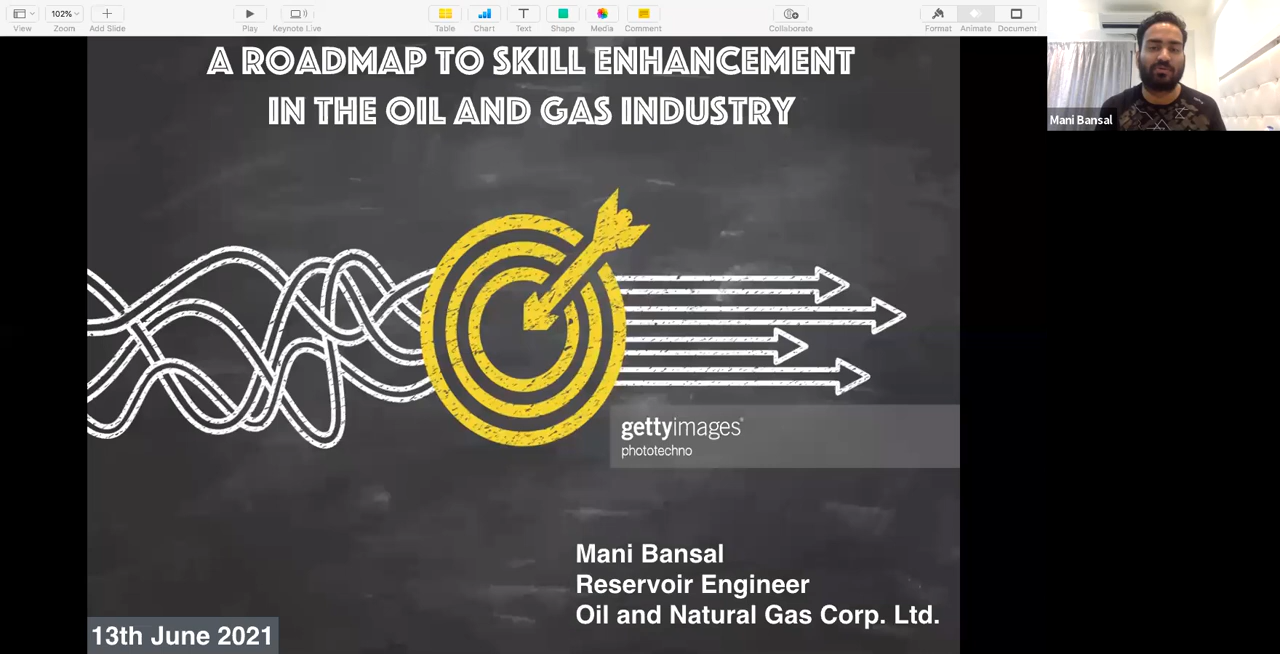 102%
View
Zoom
Add Slide
Play
Keynote Live
Table
Chart
Text
Shape
Media
Comment
Collaborate
Format
Animate
Document
A ROADMAP TO SKILL ENHANCEMENT
IN THE OIL AND GAS INDUSTRY
Mani Bansal
gettyimages®
phototechno
Mani Bansal
Reservoir Engineer
Oil and Natural Gas Corp. Ltd.
13th June 2021